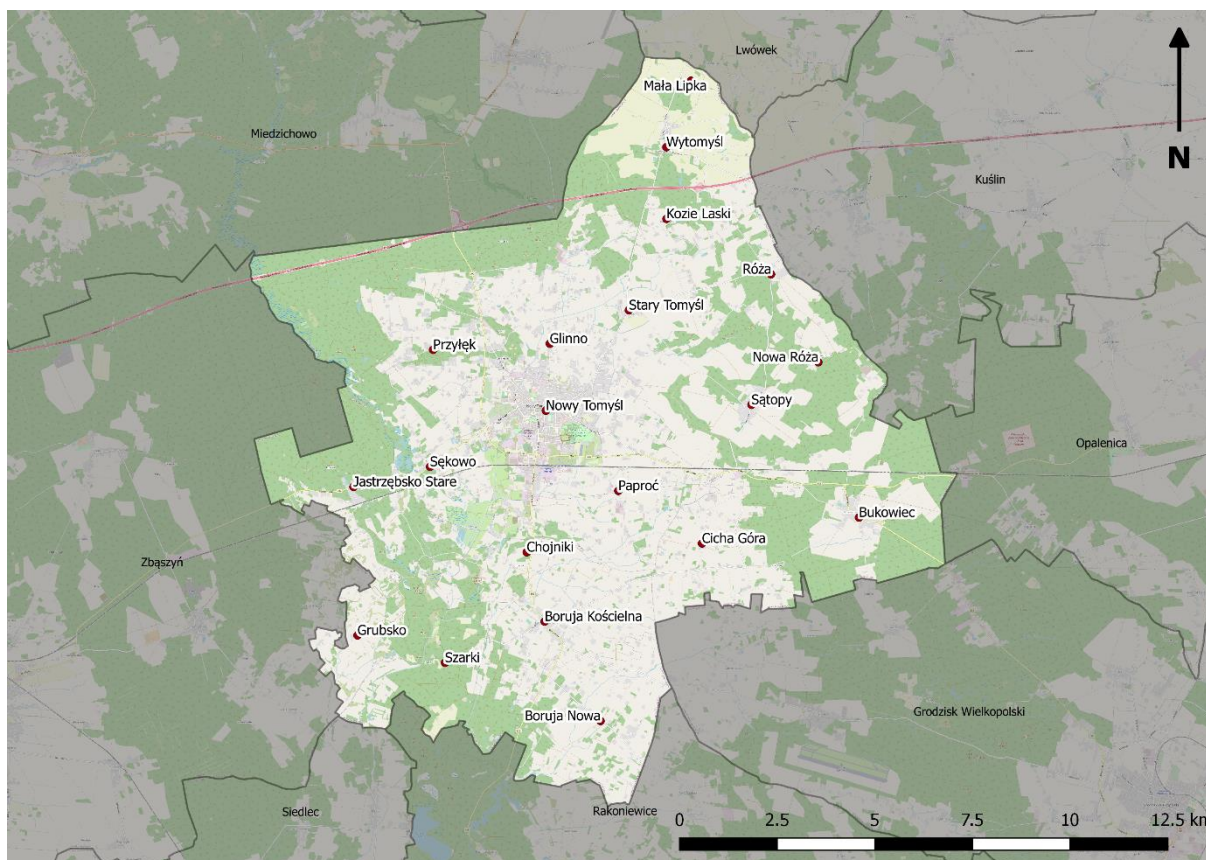 Lwówek
Mała Lipka
Miedzichowo
Wytomyśl
N
Kuślin
Kozie Laski
Róża
Stary Tomyśl
Glinno
Przyłęk
Nowa Róża
Sątopy
Nowy Tomyśl
Opalenica
Sękowo
Jastrzębsko Stare
Paproć
Bukowiec
Cicha Góra
Chojniki
Zbąszyń
Boruja Kościelna
Grubsko
Szarki
Grodzisk Wielkopolski
Boruja Nowa
Siedlec
Rakoniewice
0 2.5 5 7.5 10 12.5 km